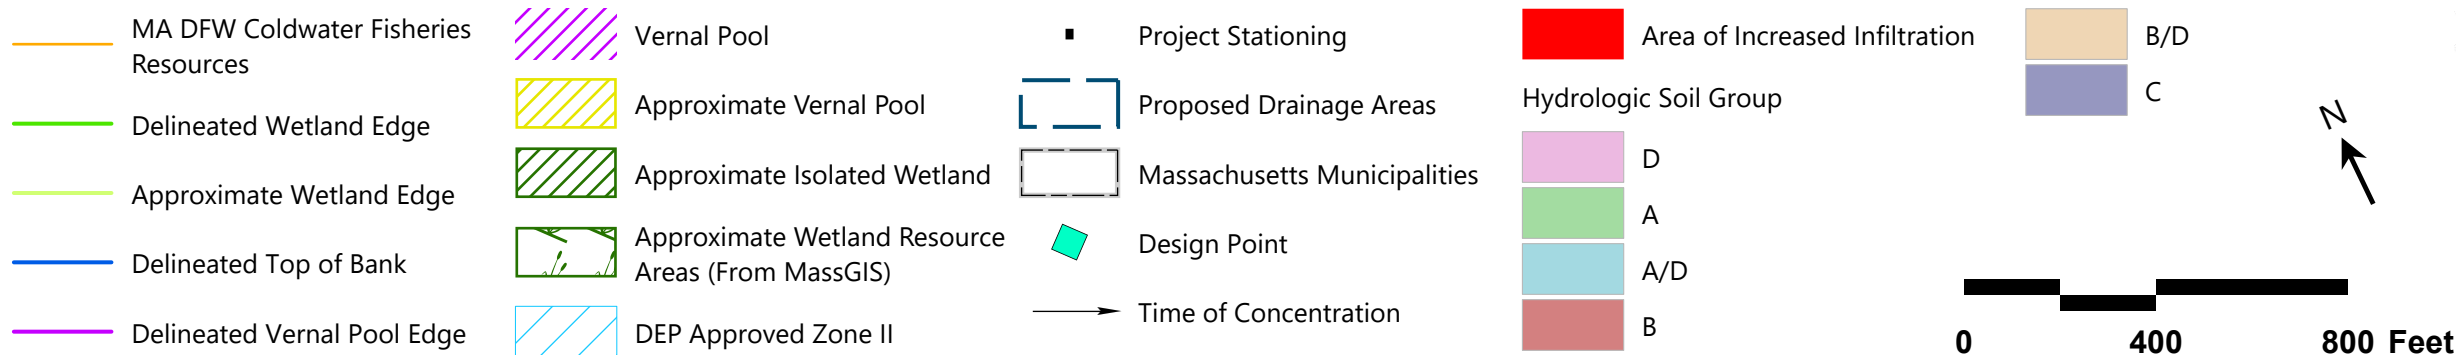 MA DFW Coldwater Fisheries
Resources
Delineated Wetland Edge
Approximate Wetland Edge
Delineated Top of Bank
Delineated Vernal Pool Edge
Vernal Pool
Approximate Vernal Pool
Approximate Isolated Wetland
Approximate Wetland Resource
Areas (From MassGIS)
DEP Approved Zone II
Project Stationing
Proposed Drainage Areas
Massachusetts Municipalities
Design Point
Time of Concentration
Area of Increased Infiltration
Hydrologic Soil Group
D
A
A/D
B
B/D
C
N
0 400 800 Feet